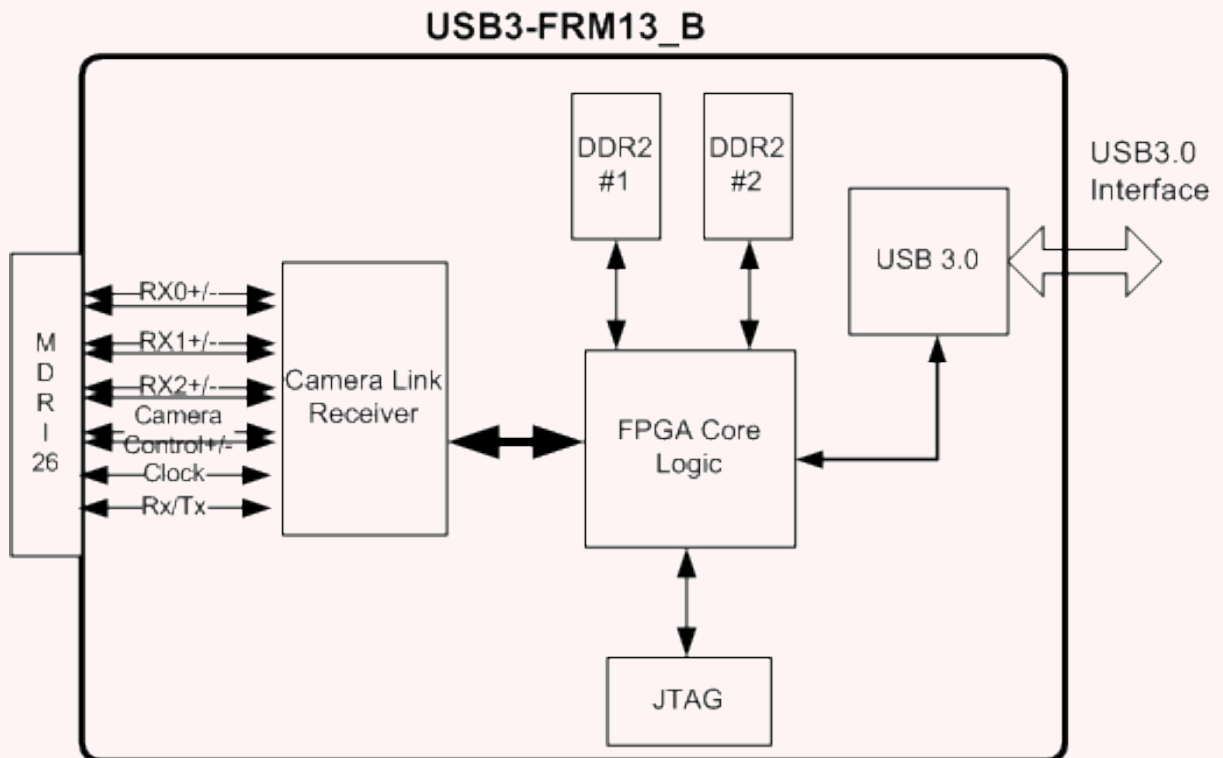 USB3-FRM13_B
DDR2
#1
DDR2
#2
USB3.0
Interface
USB 3.0
M
D
R
I
26
RX0+/-
RX1+/-
RX2+/-
Camera
Control+/-
Clock
Rx/Tx
Camera Link
Receiver
FPGA Core
Logic
JTAG